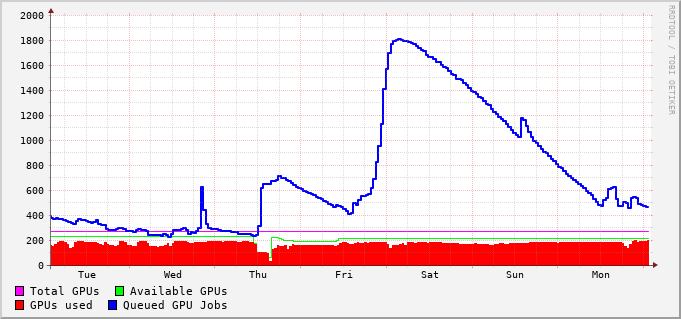 2000
1800
1600
1400
1200
1000
800
600
400
200
0
Tue Wed Thu Fri Sat Sun Mon
Total GPUs Available GPUs
GPUs used Queued GPU Jobs
RRDTOOL / TOBI OETIKER